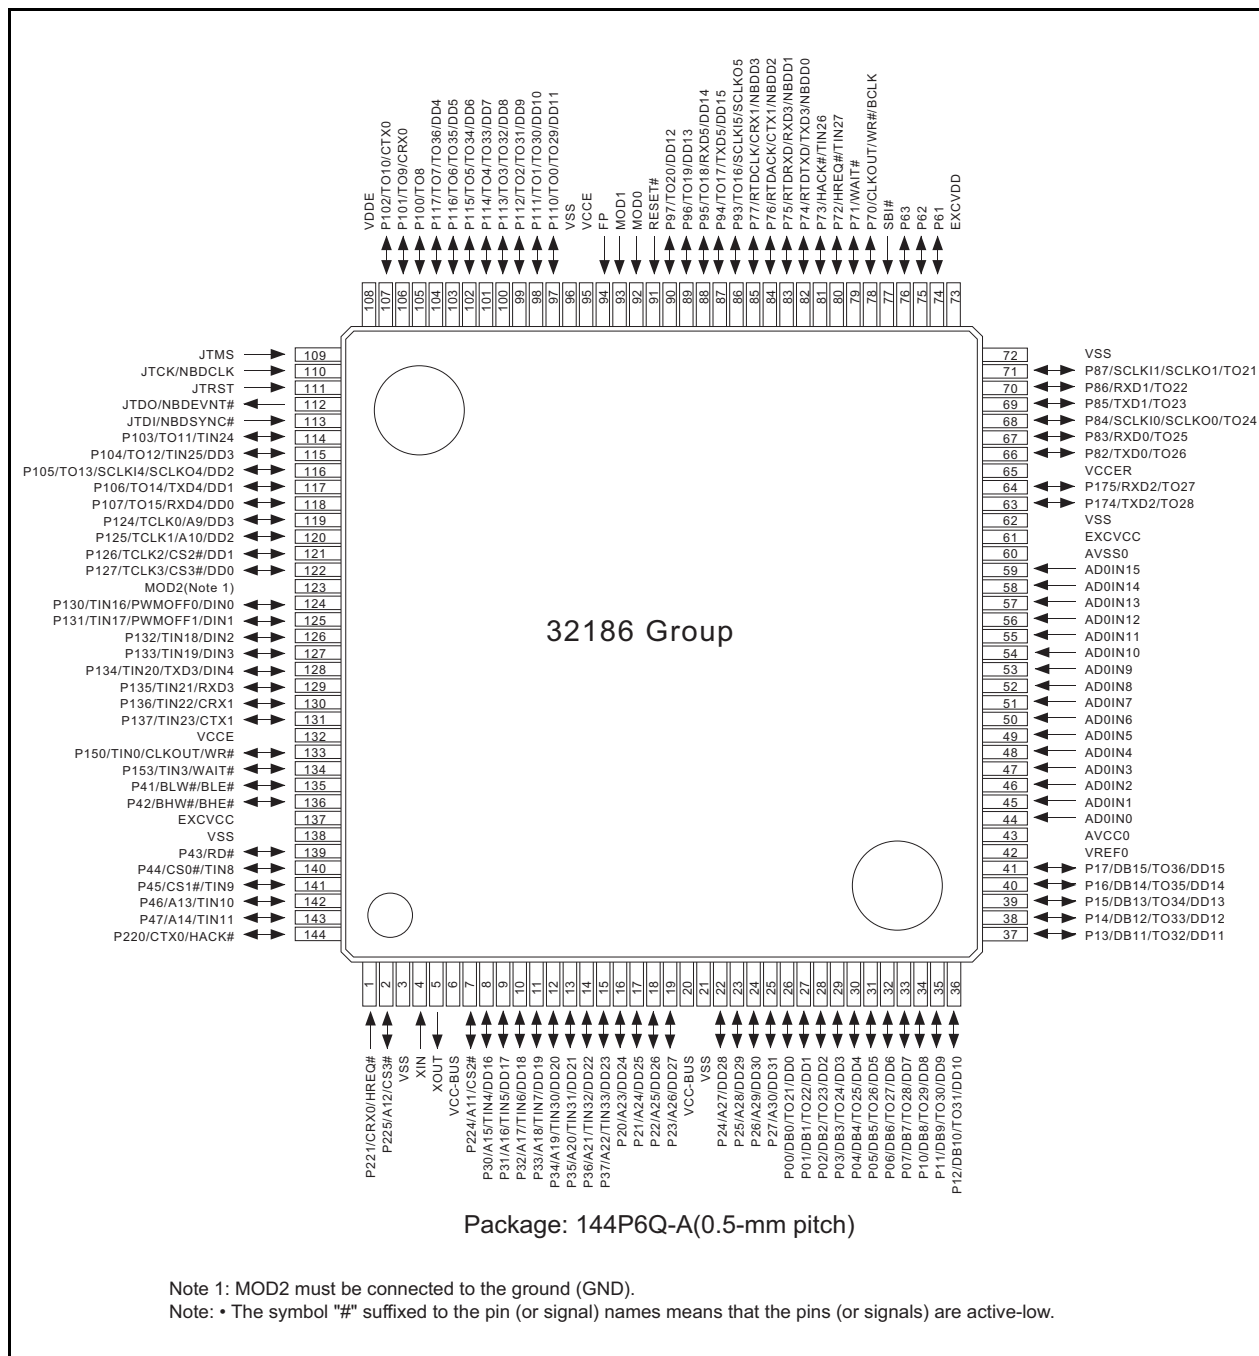 VDDE
P102/TO10/CTX0
P101/TO9/CRX0
P100/TO8
P117/TO7/TO36/DD4
P116/TO6/TO35/DD5
P115/TO5/TO34/DD6
P114/TO4/TO33/DD7
P113/TO3/TO32/DD8
P112/TO2/TO31/DD9
P111/TO1/TO30/DD10
P110/TO0/TO29/DD11
VSS
VCCE
FP
MOD1
MOD0
RESET#
P97/TO20/DD12
P96/TO19/DD13
P95/TO18/RXD5/DD14
P94/TO17/TXD5/DD15
P93/TO16/SCLKI5/SCLKO5
P77/RTDCLK/CRX1/NBDD3
P76/RTDACK/CTX1/NBDD2
P75/RTDRXD/RXD3/NBDD1
P74/RTDTXD/TXD3/NBDD0
P73/HACK#/TIN26
P72/HREQ#/TIN27
P71/WAIT#
P70/CLKOUT/WR#/BCLK
SBI#
P63
P62
P61
EXCVDD
108
107
106
105
104
103
102
101
100
99
98
97
96
95
94
93
92
91
90
89
88
87
86
85
84
83
82
81
80
79
78
77
76
75
74
73
JTMS 109
JTCK/NBDCLK 110
JTRST 111
JTDO/NBDEVNT# 112
JTDI/NBDSYNC# 113
P103/TO11/TIN24 114
P104/TO12/TIN25/DD3 115
P105/TO13/SCLKI4/SCLKO4/DD2 116
P106/TO14/TXD4/DD1 117
P107/TO15/RXD4/DD0 118
P124/TCLK0/A9/DD3 119
P125/TCLK1/A10/DD2 120
P126/TCLK2/CS2#/DD1 121
P127/TCLK3/CS3#/DD0 122
MOD2(Note 1) 123
P130/TIN16/PWMOFF0/DIN0 124
P131/TIN17/PWMOFF1/DIN1 125
P132/TIN18/DIN2 126
P133/TIN19/DIN3 127
P134/TIN20/TXD3/DIN4 128
P135/TIN21/RXD3 129
P136/TIN22/CRX1 130
P137/TIN23/CTX1 131
VCCE 132
P150/TIN0/CLKOUT/WR# 133
P153/TIN3/WAIT# 134
P41/BLW#/BLE# 135
P42/BHW#/BHE# 136
EXCVCC 137
VSS 138
P43/RD# 139
P44/CS0#/TIN8 140
P45/CS1#/TIN9 141
P46/A13/TIN10 142
P47/A14/TIN11 143
P220/CTX0/HACK# 144
32186 Group
72 VSS
71 P87/SCLKI1/SCLKO1/TO21
70 P86/RXD1/TO22
69 P85/TXD1/TO23
68 P84/SCLKI0/SCLKO0/TO24
67 P83/RXD0/TO25
66 P82/TXD0/TO26
65 VCCER
64 P175/RXD2/TO27
63 P174/TXD2/TO28
62 VSS
61 EXCVCC
60 AVSS0
59 AD0IN15
58 AD0IN14
57 AD0IN13
56 AD0IN12
55 AD0IN11
54 AD0IN10
53 AD0IN9
52 AD0IN8
51 AD0IN7
50 AD0IN6
49 AD0IN5
48 AD0IN4
47 AD0IN3
46 AD0IN2
45 AD0IN1
44 AD0IN0
43 AVCC0
42 VREF0
41 P17/DB15/TO36/DD15
40 P16/DB14/TO35/DD14
39 P15/DB13/TO34/DD13
38 P14/DB12/TO33/DD12
37 P13/DB11/TO32/DD11
1
2
3
4
5
6
7
8
9
10
11
12
13
14
15
16
17
18
19
20
21
22
23
24
25
26
27
28
29
30
31
32
33
34
35
36
P221/CRX0/HREQ#
P225/A12/CS3#
VSS
XIN
XOUT
VCC-BUS
P224/A11/CS2#
P30/A15/TIN4/DD16
P31/A16/TIN5/DD17
P32/A17/TIN6/DD18
P33/A18/TIN7/DD19
P34/A19/TIN30/DD20
P35/A20/TIN31/DD21
P36/A21/TIN32/DD22
P37/A22/TIN33/DD23
P20/A23/DD24
P21/A24/DD25
P22/A25/DD26
P23/A26/DD27
VCC-BUS
VSS
P24/A27/DD28
P25/A28/DD29
P26/A29/DD30
P27/A30/DD31
P00/DB0/TO21/DD0
P01/DB1/TO22/DD1
P02/DB2/TO23/DD2
P03/DB3/TO24/DD3
P04/DB4/TO25/DD4
P05/DB5/TO26/DD5
P06/DB6/TO27/DD6
P07/DB7/TO28/DD7
P10/DB8/TO29/DD8
P11/DB9/TO30/DD9
P12/DB10/TO31/DD10
Package: 144P6Q-A(0.5-mm pitch)
Note 1: MOD2 must be connected to the ground (GND).
Note: • The symbol "#" suffixed to the pin (or signal) names means that the pins (or signals) are active-low.